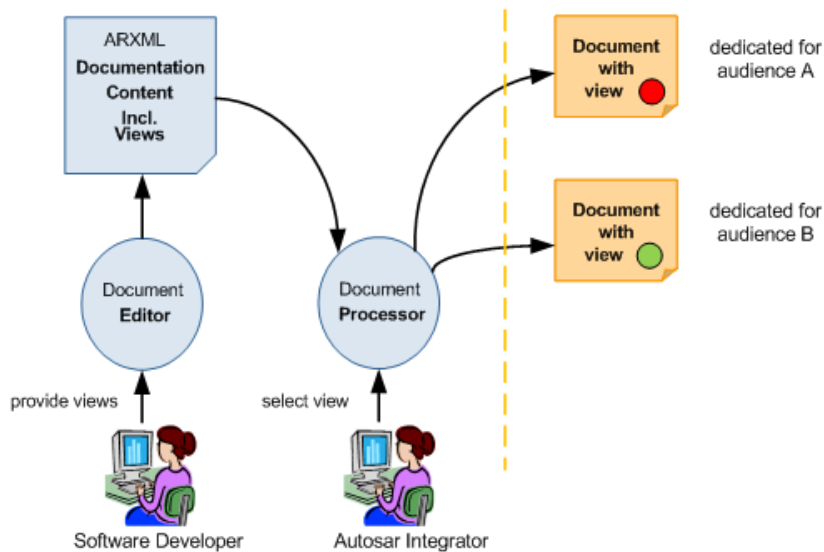 ARXML
Documentation
Content
Incl.
Views
Document
with
view
dedicated for
audience A
Document
with
view
dedicated for
audience B
Document
Editor
Document
Processor
provide views
select view
Software Developer
Autosar Integrator